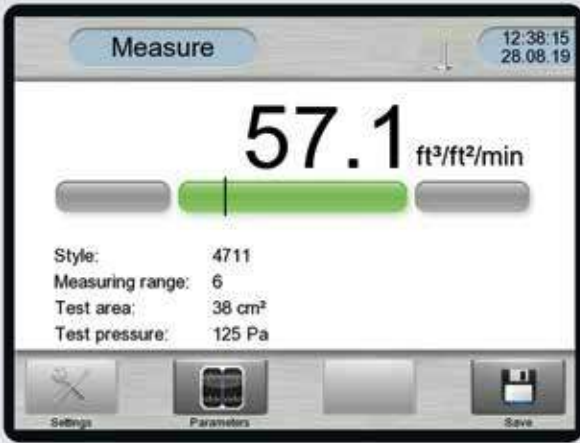 Measure
12:38:15
28.08.19
57.1 ft³/ft²/min
Style: 4711
Measuring range: 6
Test area: 38 cm²
Test pressure: 125 Pa
Settings Parameters Save